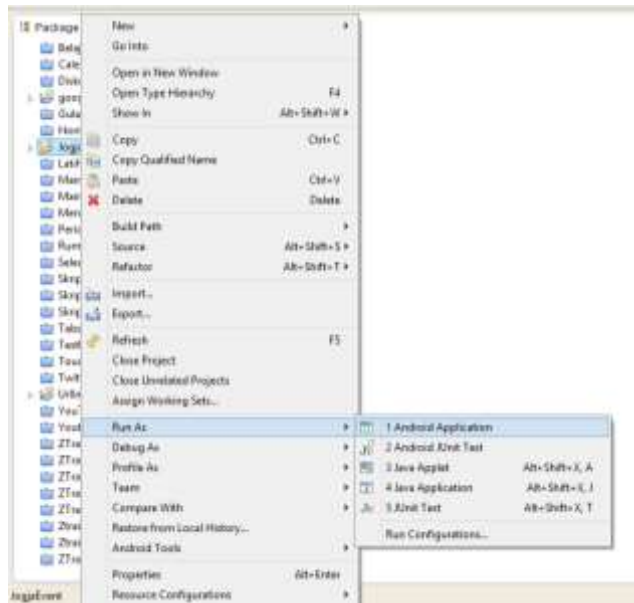 Package
New
Go Into
Open in New Window
Open Type Hierarchy F4
Show In Alt+Shift+W
Copy Ctrl+C
Copy Qualified Name
Paste Ctrl+V
Delete Delete
Build Path
Source Alt+Shift+S
Refactor Alt+Shift+T
Import...
Export...
Refresh F5
Close Project
Close Unrelated Projects
Assign Working Sets...
Run As
Debug As
Profile As
Team
Compare With
Restore from Local History...
Android Tools
Properties Alt+Enter
Resource Configurations
1 Android Application
2 Android JUnit Test
3 Java Applet Alt+Shift+X, A
4 Java Application Alt+Shift+X, J
5 JUnit Test Alt+Shift+X, T
Run Configurations...
JogjaEvent